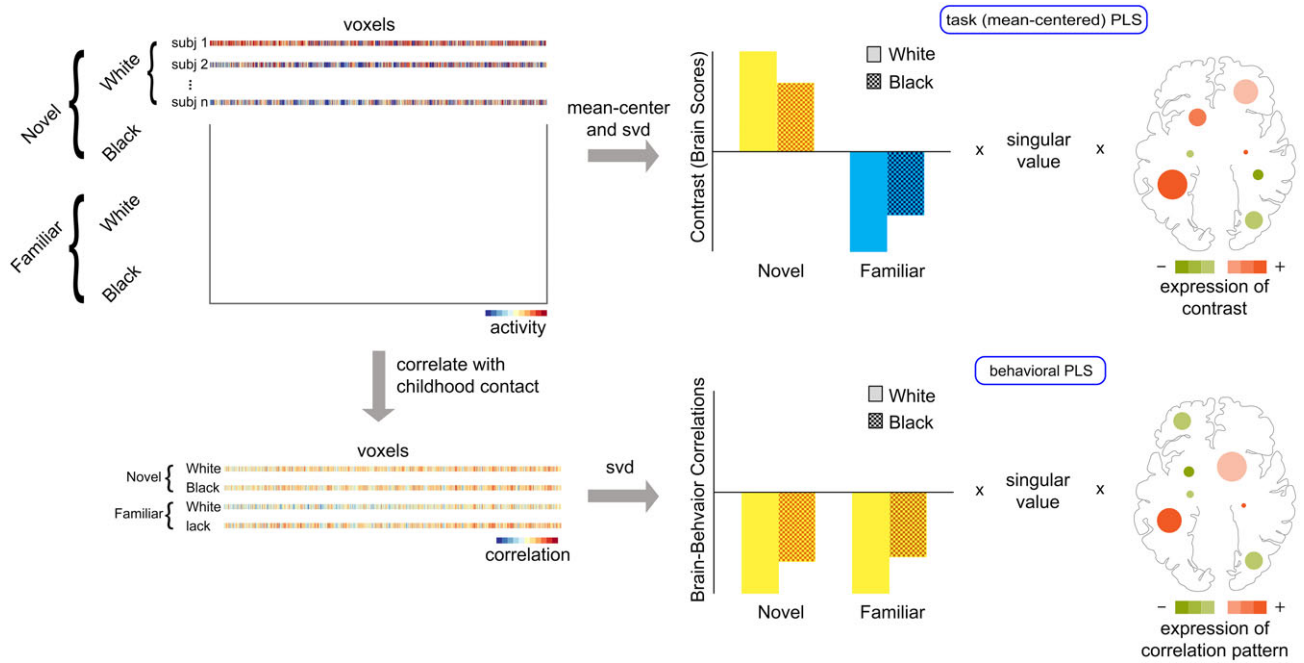 voxels
Novel
White
subj 1
subj 2
...
subj n
Black
Familiar
White
Black
activity
mean-center
and svd
task (mean-centered) PLS
Contrast (Brain Scores)
White
Black
Novel
Familiar
x
singular
value
x
- +
expression of
contrast
correlate with
childhood contact
voxels
Novel
White
Black
Familiar
White
lack
correlation
svd
behavioral PLS
Brain-Behvaior Correlations
White
Black
Novel
Familiar
x
singular
value
x
- +
expression of
correlation pattern